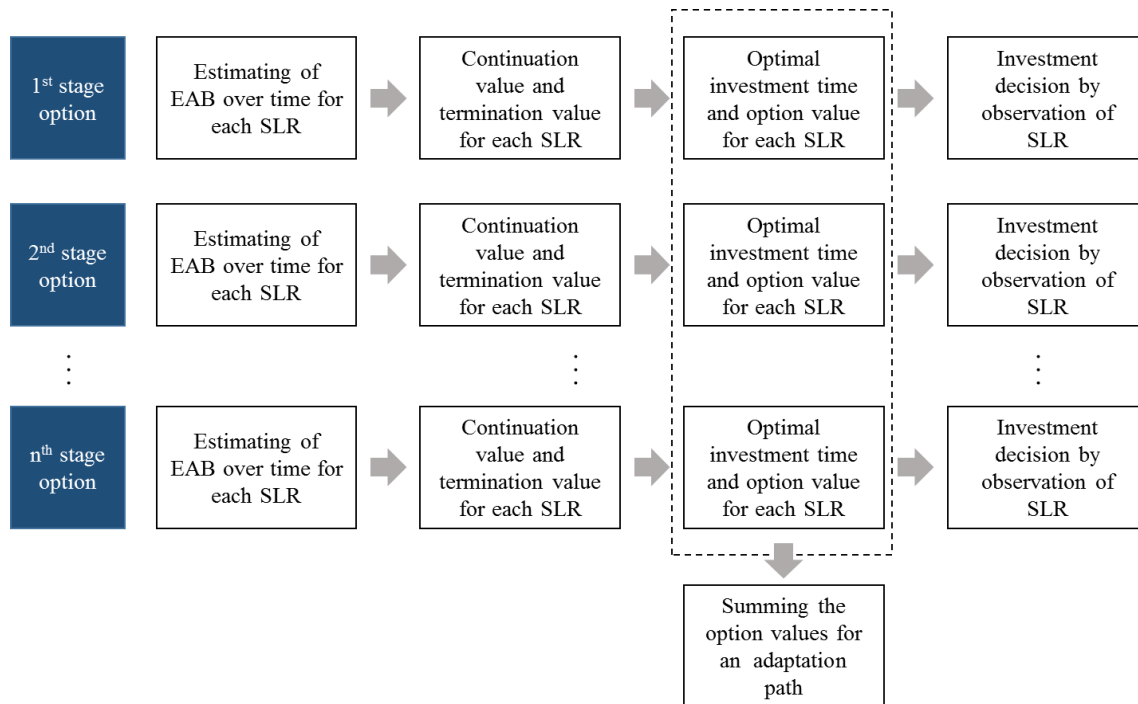 1st stage
option
Estimating of
EAB over time for
each SLR
Continuation
value and
termination value
for each SLR
Optimal
investment time
and option value
for each SLR
Investment
decision by
observation of
SLR
2nd stage
option
Estimating of
EAB over time for
each SLR
Continuation
value and
termination value
for each SLR
Optimal
investment time
and option value
for each SLR
Investment
decision by
observation of
SLR
nth stage
option
Estimating of
EAB over time for
each SLR
Continuation
value and
termination value
for each SLR
Optimal
investment time
and option value
for each SLR
Investment
decision by
observation of
SLR
Summing the
option values for
an adaptation
path